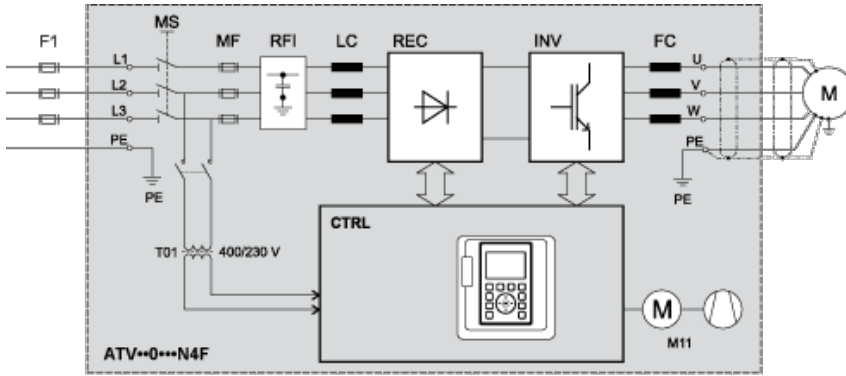 F1 MS MF RFI LC REC INV FC
L1 U
L2 V M
L3 W
PE PE
PE PE
CTRL
T01 400/230 V
M
M11
ATV••0•••N4F